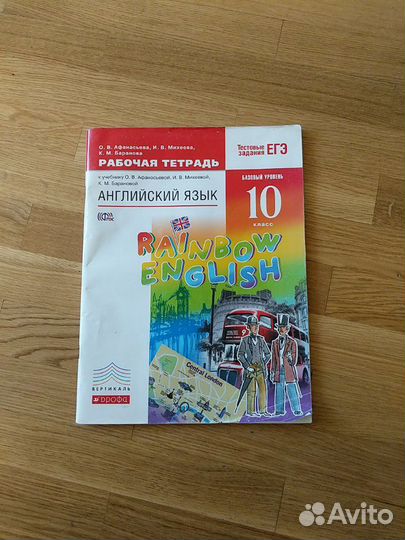 О. В. Афанасьева, И. В. Михеева,
К. М. Баранова
РАБОЧАЯ ТЕТРАДЬ
Тестовые
задания ЕГЭ
к учебнику О. В. Афанасьевой, И. В. Михеевой,
К. М. Барановой
АНГЛИЙСКИЙ ЯЗЫК
БАЗОВЫЙ УРОВЕНЬ
10
класс
RAINBOW
ENGLISH
9
Central London
ВЕРТИКАЛЬ
дрофа
Avito